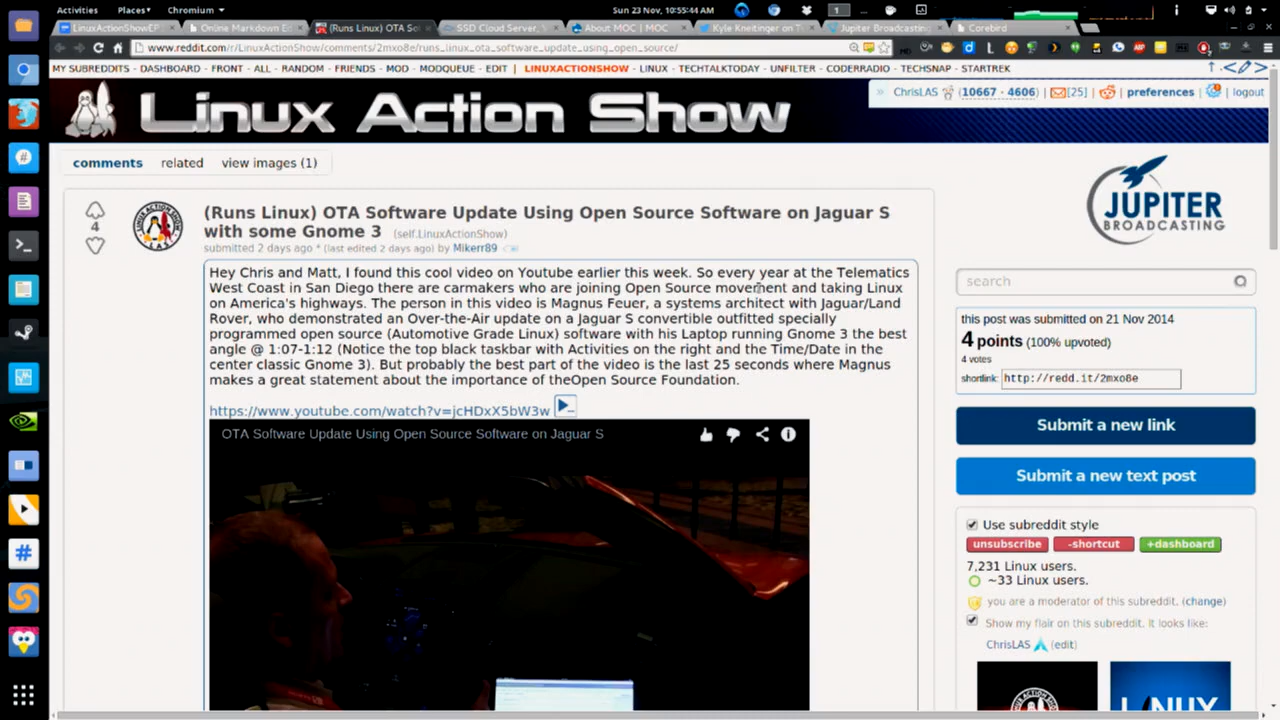 Activities Places Chromium Sun 23 Nov, 10:55:44 AM 1
LinuxActionShowEP Online Markdown Ed (Runs Linux) OTA So SSD Cloud Server, About MOC | MOC Kyle Kneitinger on T Jupiter Broadcasting Corebird
www.reddit.com/r/LinuxActionShow/comments/2mxo8e/runs_linux_ota_software_update_using_open_source/
MY SUBREDDITS - DASHBOARD - FRONT - ALL - RANDOM - FRIENDS - MOD - MODQUEUE - EDIT | LINUXACTIONSHOW - LINUX - TECHTALKTODAY - UNFILTER - CODERRADIO - TECHSNAP - STARTREK
Linux Action Show
ChrisLAS (10667 · 4606) | [25] | preferences | logout
comments related view images (1)
JUPITER
BROADCASTING
4
(Runs Linux) OTA Software Update Using Open Source Software on Jaguar S
with some Gnome 3 (self.LinuxActionShow)
submitted 2 days ago * (last edited 2 days ago) by Mikerr89
Hey Chris and Matt, I found this cool video on Youtube earlier this week. So every year at the Telematics
West Coast in San Diego there are carmakers who are joining Open Source movement and taking Linux
on America's highways. The person in this video is Magnus Feuer, a systems architect with Jaguar/Land
Rover, who demonstrated an Over-the-Air update on a Jaguar S convertible outfitted specially
programmed open source (Automotive Grade Linux) software with his Laptop running Gnome 3 the best
angle @ 1:07-1:12 (Notice the top black taskbar with Activities on the right and the Time/Date in the
center classic Gnome 3). But probably the best part of the video is the last 25 seconds where Magnus
makes a great statement about the importance of theOpen Source Foundation.
https://www.youtube.com/watch?v=jcHDxX5bW3w
OTA Software Update Using Open Source Software on Jaguar S
search
this post was submitted on 21 Nov 2014
4 points (100% upvoted)
4 votes
shortlink: http://redd.it/2mxo8e
Submit a new link
Submit a new text post
Use subreddit style
unsubscribe -shortcut +dashboard
7,231 Linux users.
~33 Linux users.
you are a moderator of this subreddit. (change)
Show my flair on this subreddit. It looks like:
ChrisLAS (edit)
LINUX